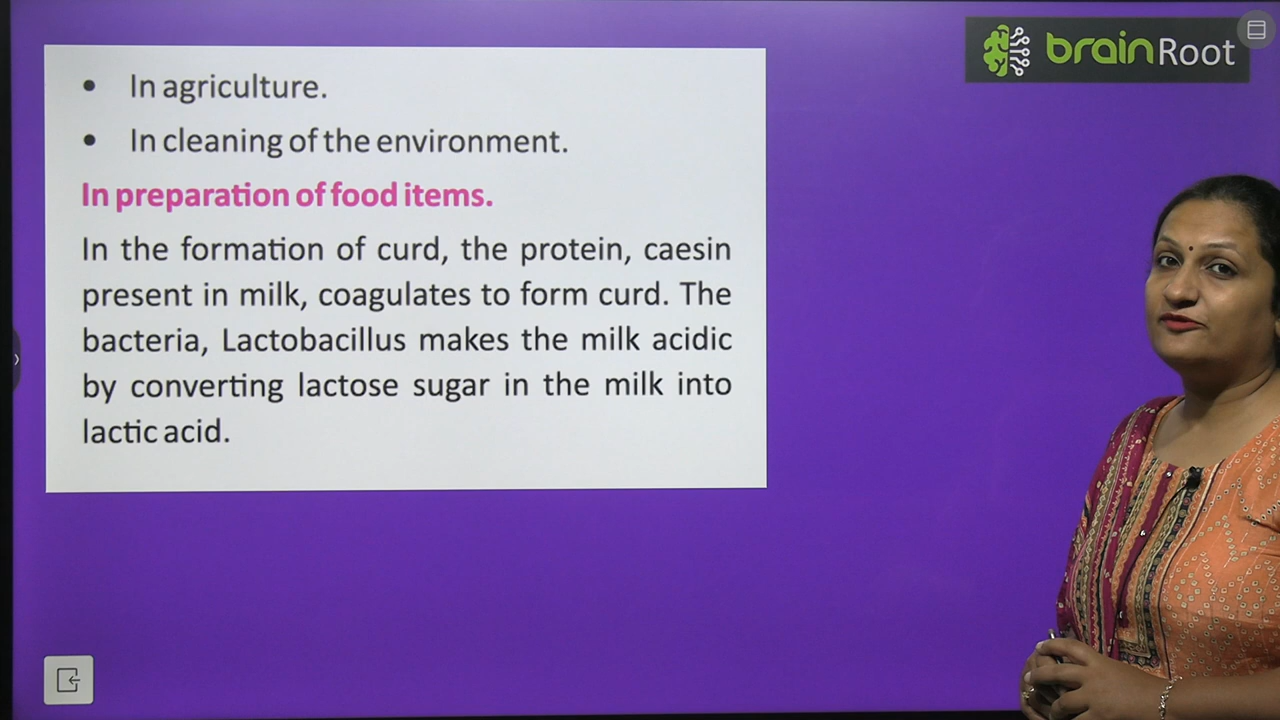 brainRoot
• In agriculture.
• In cleaning of the environment.
In preparation of food items.
In the formation of curd, the protein, caesin
present in milk, coagulates to form curd. The
bacteria, Lactobacillus makes the milk acidic
by converting lactose sugar in the milk into
lactic acid.